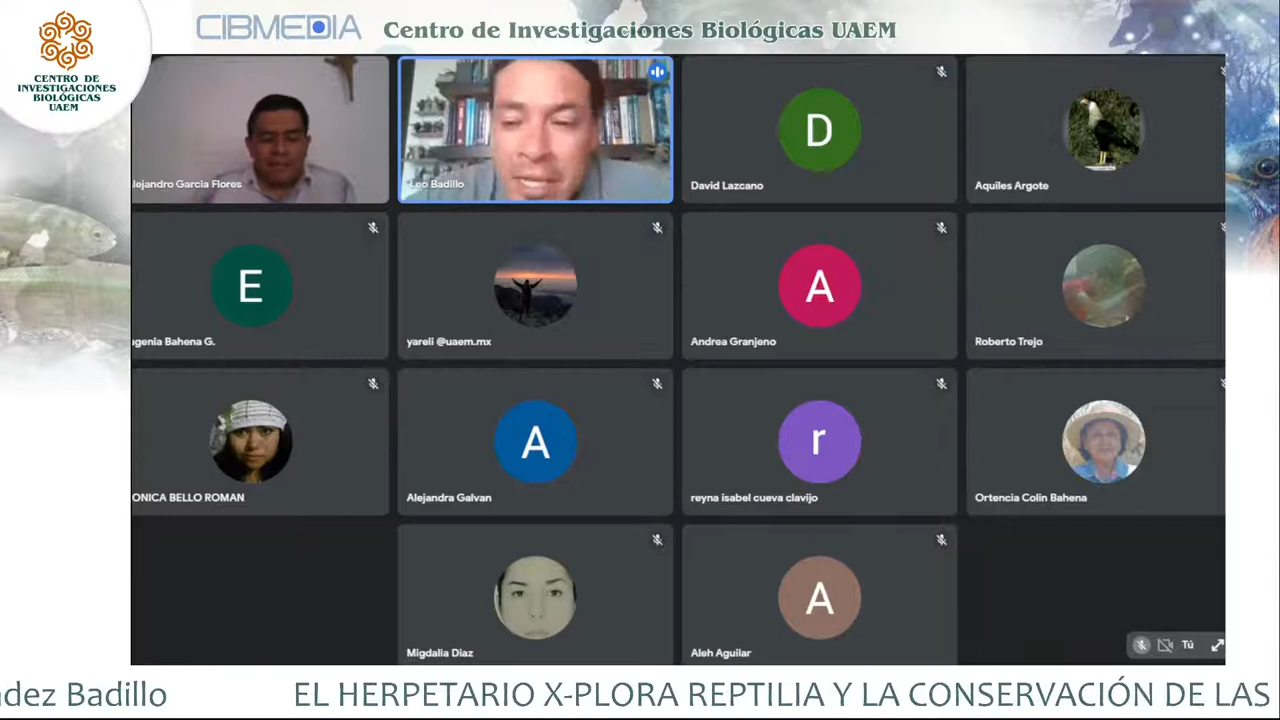 CENTRO DE
INVESTIGACIONES
BIOLÓGICAS
UAEM
CIBMEDIA
Centro de Investigaciones Biológicas UAEM
lejandro Garcia Flores
Leo Badillo
D
David Lazcano
Aquiles Argote
E
ugenia Bahena G.
yareli @uaem.mx
A
Andrea Granjeno
Roberto Trejo
ONICA BELLO ROMAN
A
Alejandra Galvan
r
reyna isabel cueva clavijo
Ortencia Colin Bahena
Migdalia Diaz
A
Aleh Aguilar
Tú
ndez Badillo
EL HERPETARIO X-PLORA REPTILIA Y LA CONSERVACIÓN DE LAS